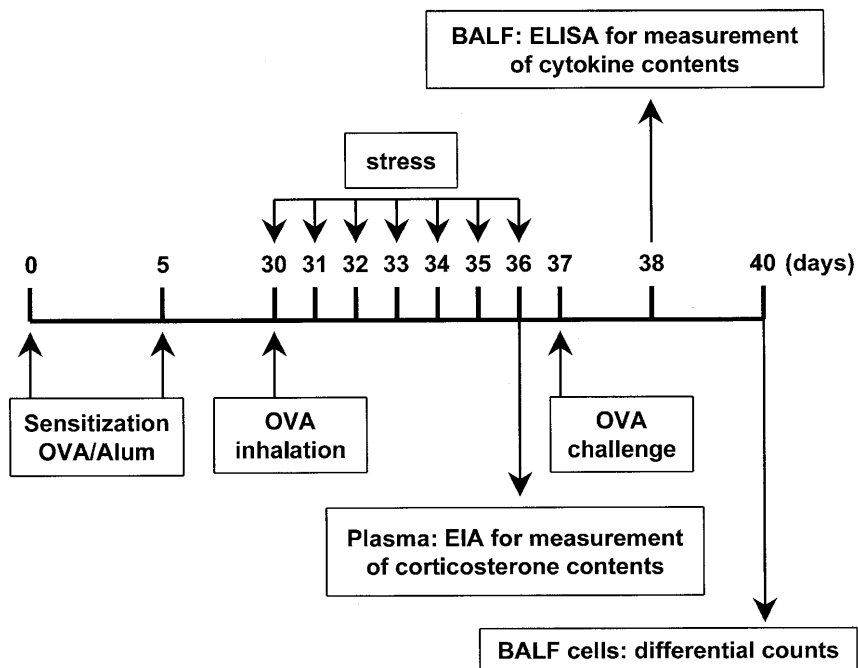 BALF: ELISA for measurement
of cytokine contents
stress
0 5 30 31 32 33 34 35 36 37 38 40 (days)
Sensitization
OVA/Alum
OVA
inhalation
OVA
challenge
Plasma: EIA for measurement
of corticosterone contents
BALF cells: differential counts